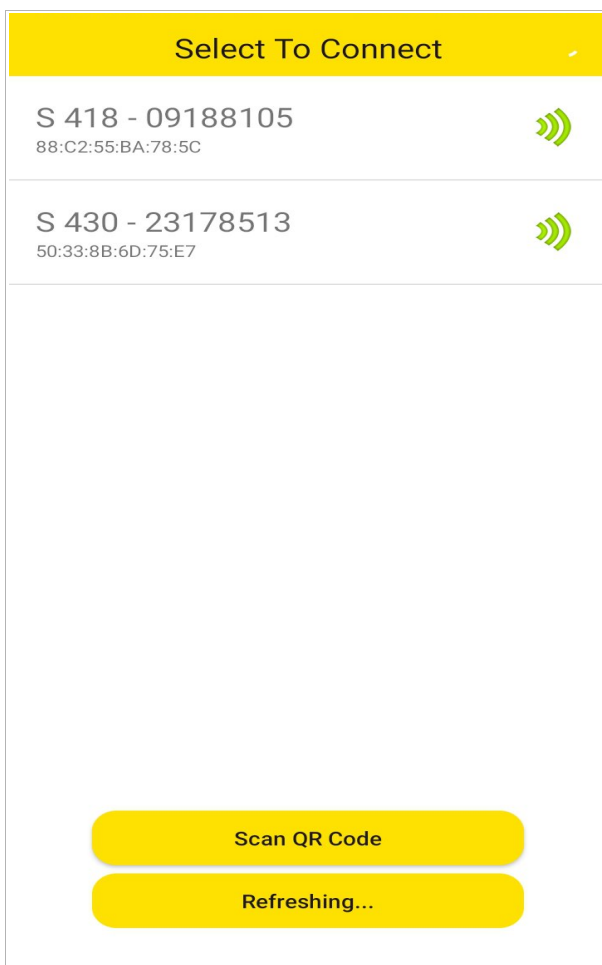 Select To Connect
S 418 - 09188105
88:C2:55:BA:78:5C
S 430 - 23178513
50:33:8B:6D:75:E7
Scan QR Code
Refreshing...